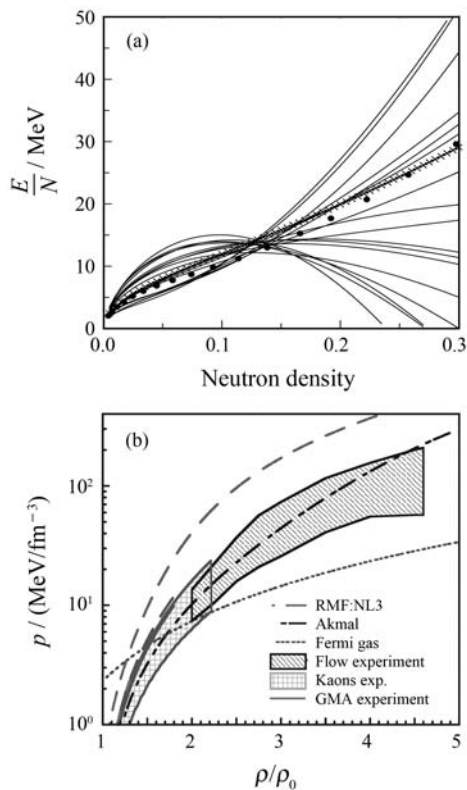 (a)
50
40
30
20
10
0
E/N / MeV
0.0 0.1 0.2 0.3
Neutron density
(b)
10²
10¹
10⁰
p / (MeV/fm⁻³)
RMF:NL3
Akmal
Fermi gas
Flow experiment
Kaons exp.
GMA experiment
1 2 3 4 5
ρ/ρ₀